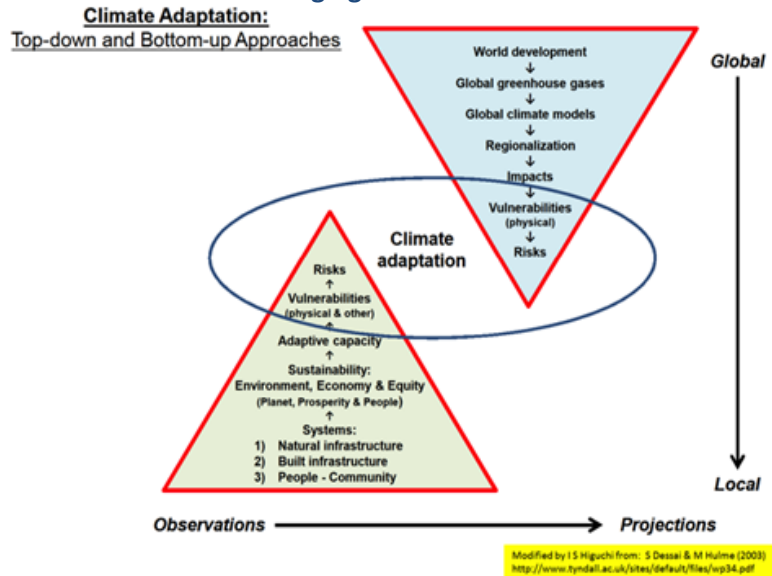 Climate Adaptation:
Top-down and Bottom-up Approaches
World development
↓
Global greenhouse gases
↓
Global climate models
↓
Regionalization
↓
Impacts
↓
Vulnerabilities
(physical)
↓
Risks
Global
Local
Climate
adaptation
Risks
↑
Vulnerabilities
(physical & other)
↑
Adaptive capacity
↑
Sustainability:
Environment, Economy & Equity
(Planet, Prosperity & People)
↑
Systems:
1) Natural infrastructure
2) Built infrastructure
3) People - Community
Observations
Projections
Modified by I S Higuchi from: S Dessai & M Hulme (2003)
http://www.tyndall.ac.uk/sites/default/files/wp34.pdf